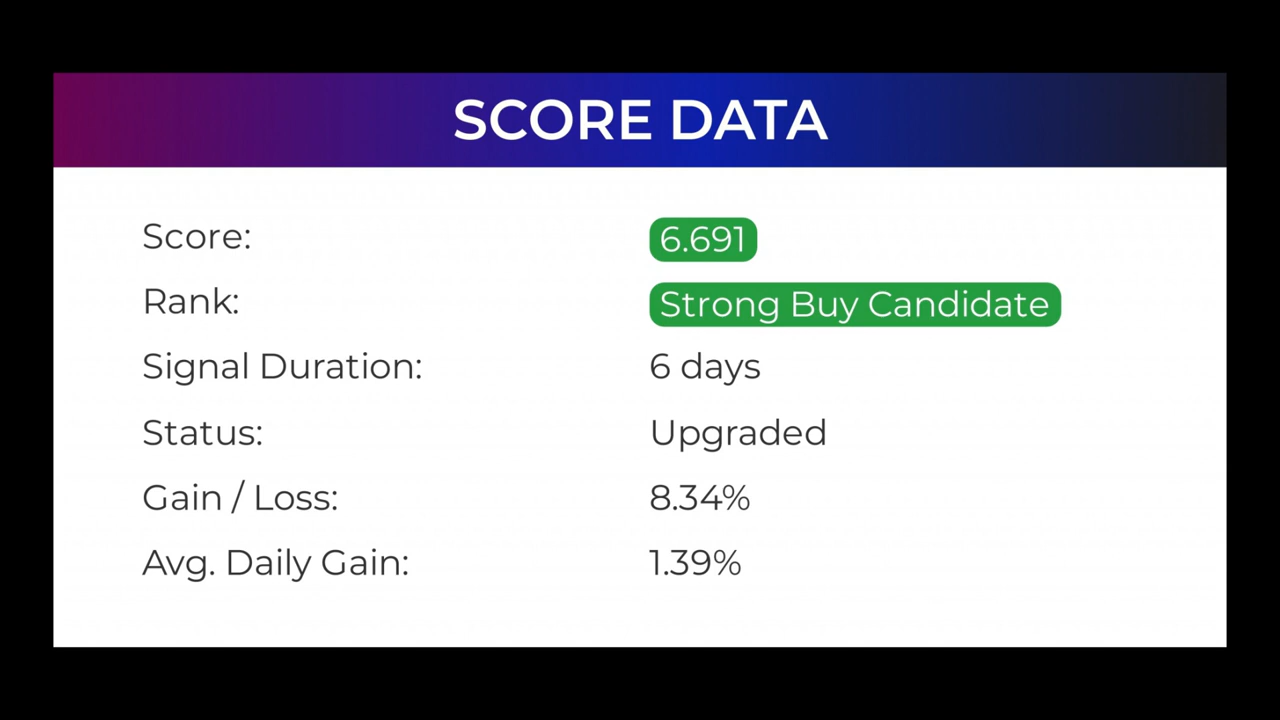 SCORE DATA
Score: 6.691
Rank: Strong Buy Candidate
Signal Duration: 6 days
Status: Upgraded
Gain / Loss: 8.34%
Avg. Daily Gain: 1.39%